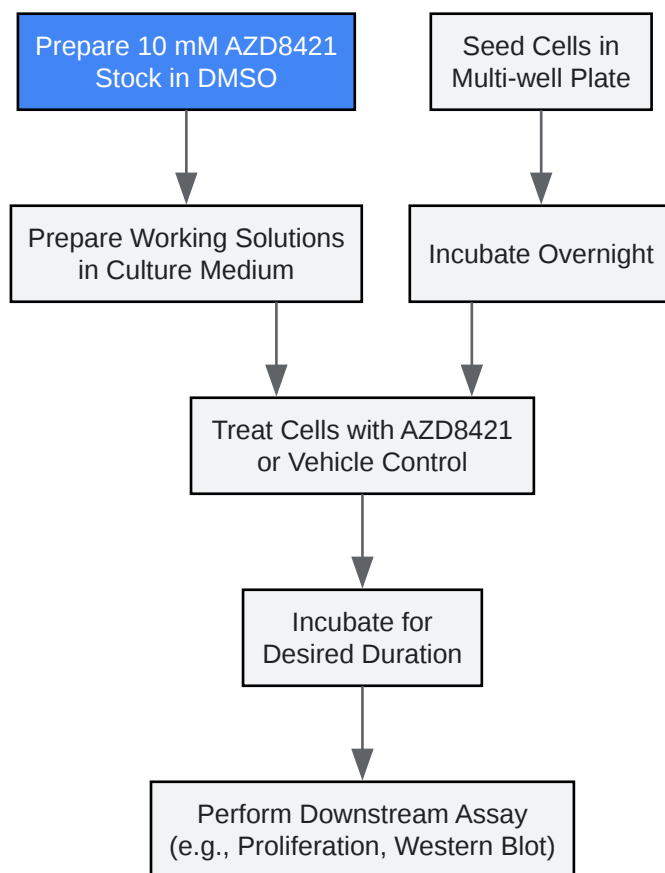 Prepare 10 mM AZD8421
Stock in DMSO
Seed Cells in
Multi-well Plate
Prepare Working Solutions
in Culture Medium
Incubate Overnight
Treat Cells with AZD8421
or Vehicle Control
Incubate for
Desired Duration
Perform Downstream Assay
(e.g., Proliferation, Western Blot)